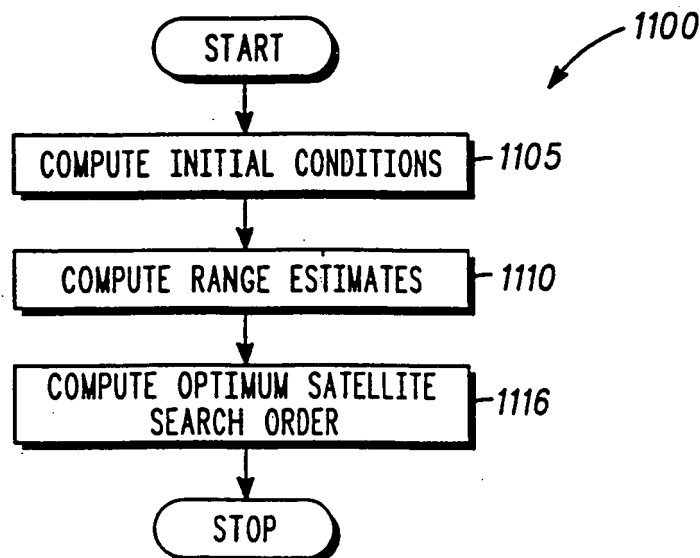 START
1100
COMPUTE INITIAL CONDITIONS
1105
COMPUTE RANGE ESTIMATES
1110
COMPUTE OPTIMUM SATELLITE
SEARCH ORDER
1116
STOP